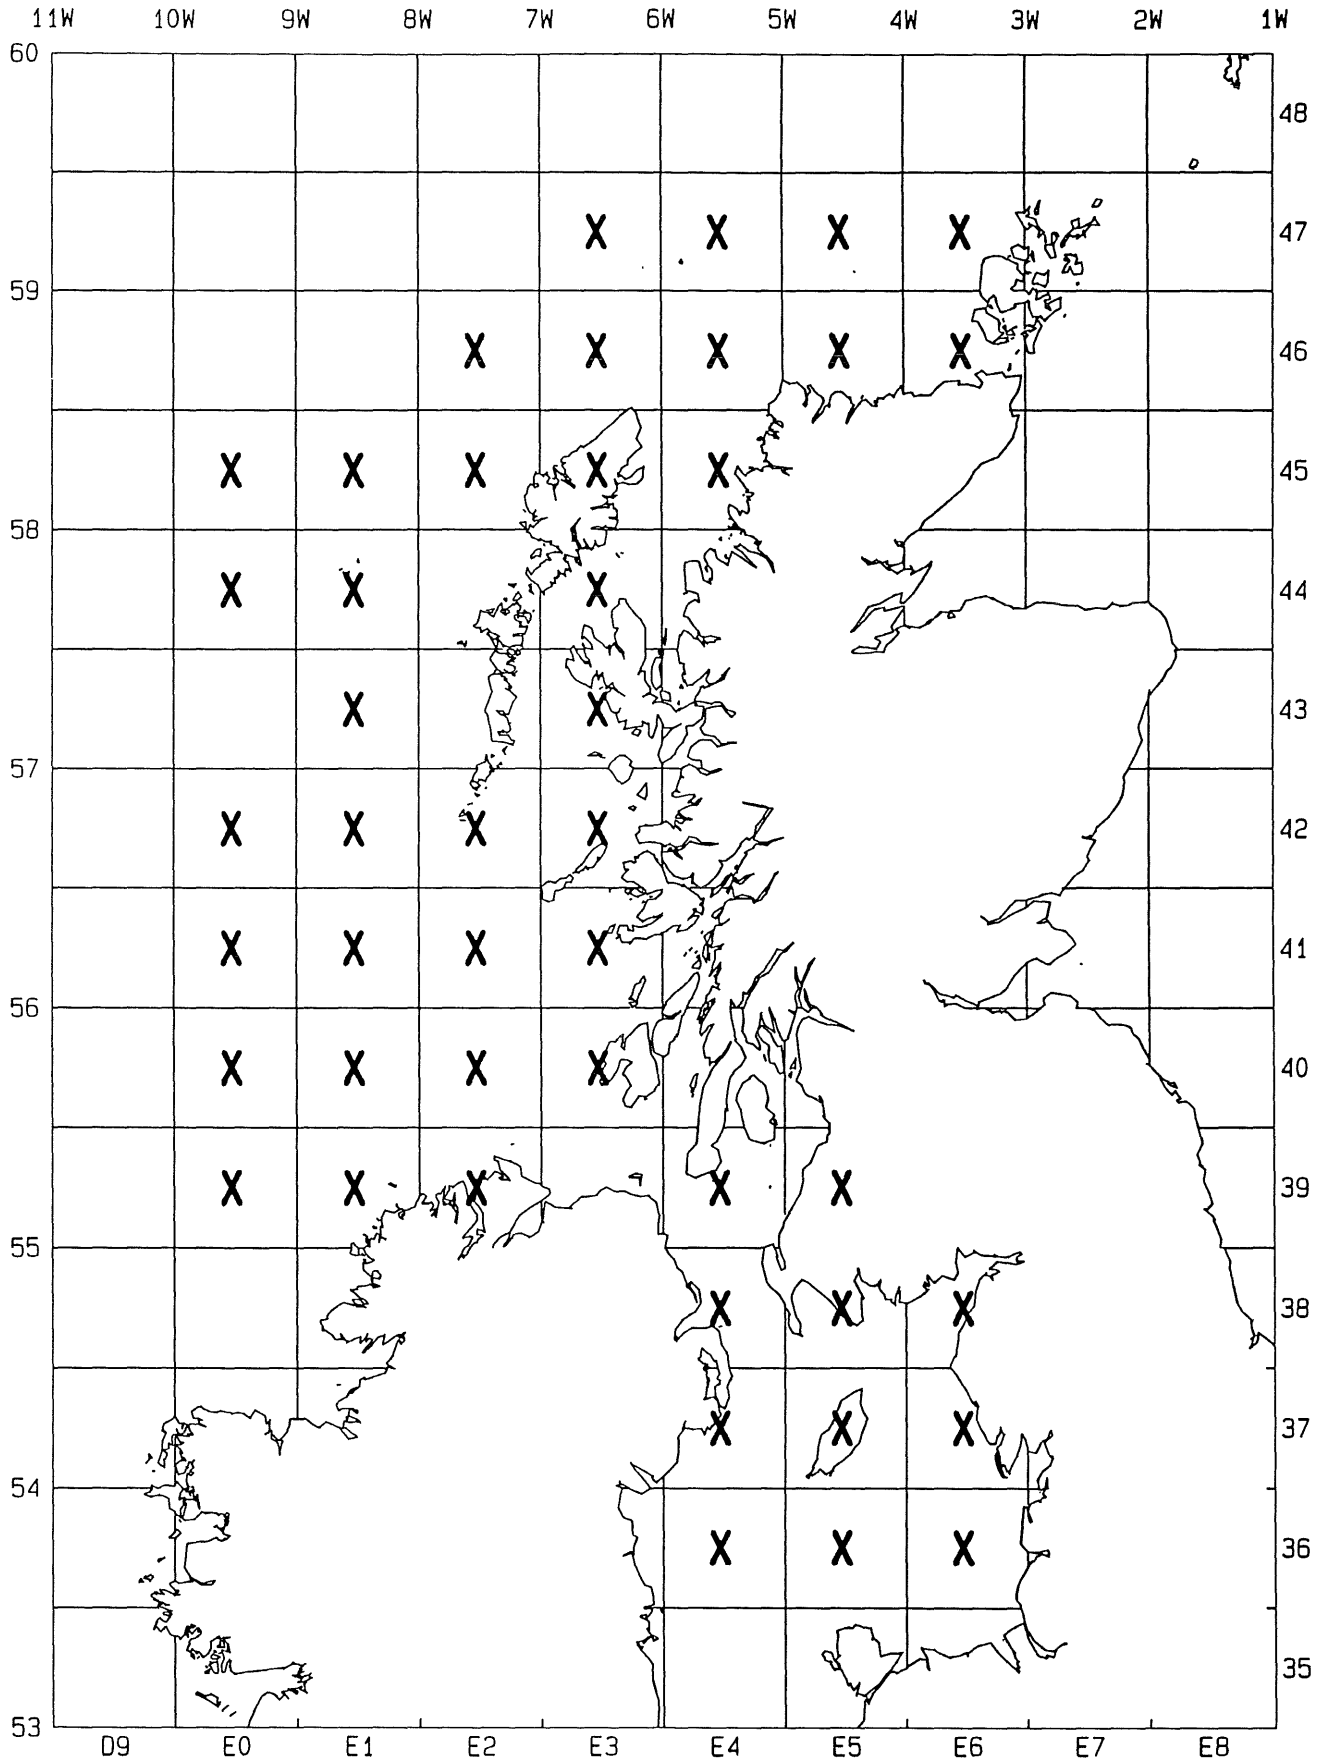 11W 10W 9W 8W 7W 6W 5W 4W 3W 2W 1W
60
48
X X X X 47
59
X X X X X 46
X X X X X 45
58
X X X 44
X X 43
57
X X X X 42
X X X X 41
56
X X X X 40
X X X X X 39
55
X X X 38
X X X 37
54
X X X 36
35
53
D9 E0 E1 E2 E3 E4 E5 E6 E7 E8